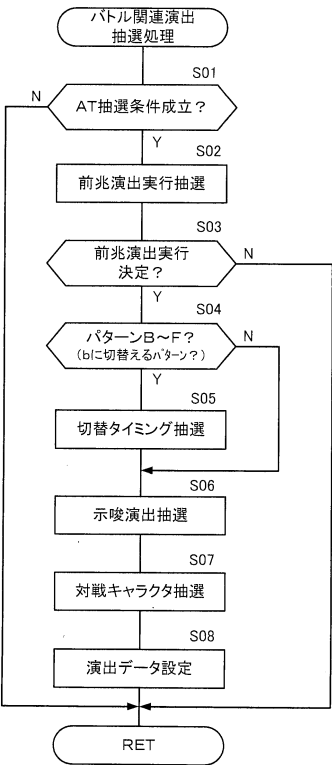 バトル関連演出
抽選処理
S01
N
AT抽選条件成立？
Y
S02
前兆演出実行抽選
S03
前兆演出実行
決定？
N
Y
S04
パターンB～F？
(bに切替えるパターン？)
N
Y
S05
切替タイミング抽選
S06
示唆演出抽選
S07
対戦キャラクタ抽選
S08
演出データ設定
RET